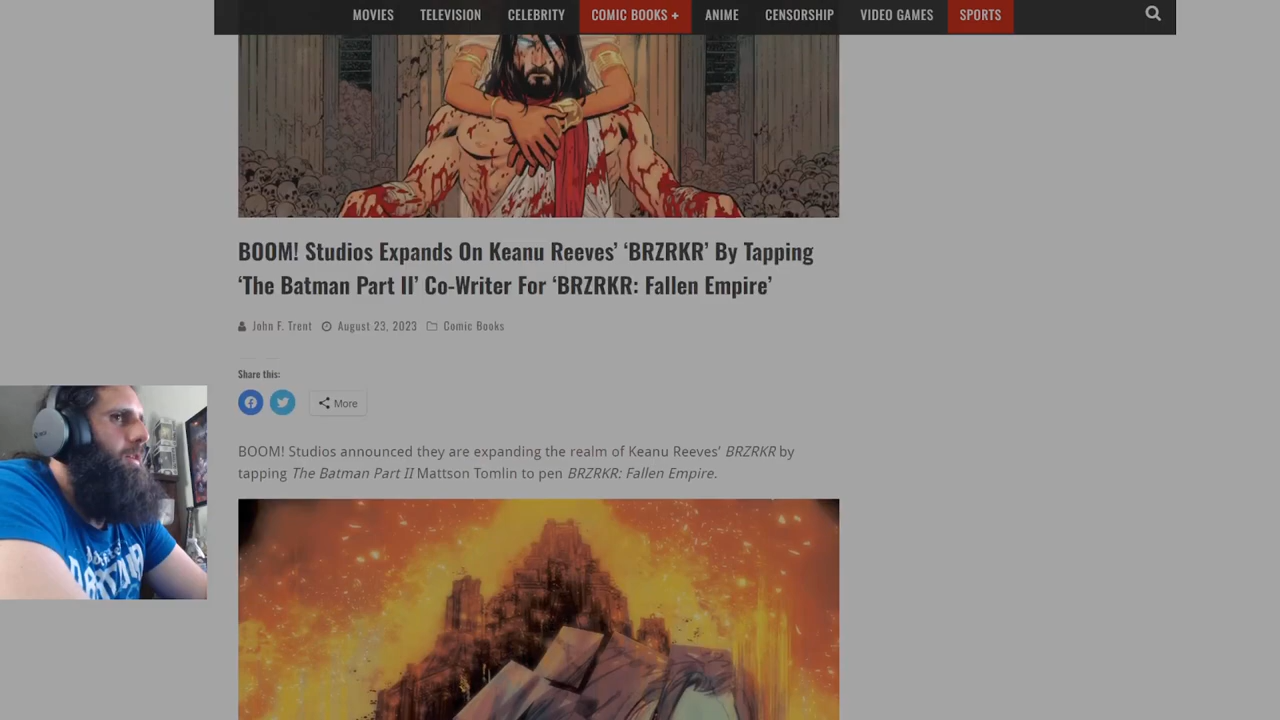 MOVIES TELEVISION CELEBRITY COMIC BOOKS + ANIME CENSORSHIP VIDEO GAMES SPORTS
BOOM! Studios Expands On Keanu Reeves’ ‘BRZRKR’ By Tapping
‘The Batman Part II’ Co-Writer For ‘BRZRKR: Fallen Empire’
John F. Trent August 23, 2023 Comic Books
Share this:
More
BOOM! Studios announced they are expanding the realm of Keanu Reeves’ BRZRKR by
tapping The Batman Part II Mattson Tomlin to pen BRZRKR: Fallen Empire.